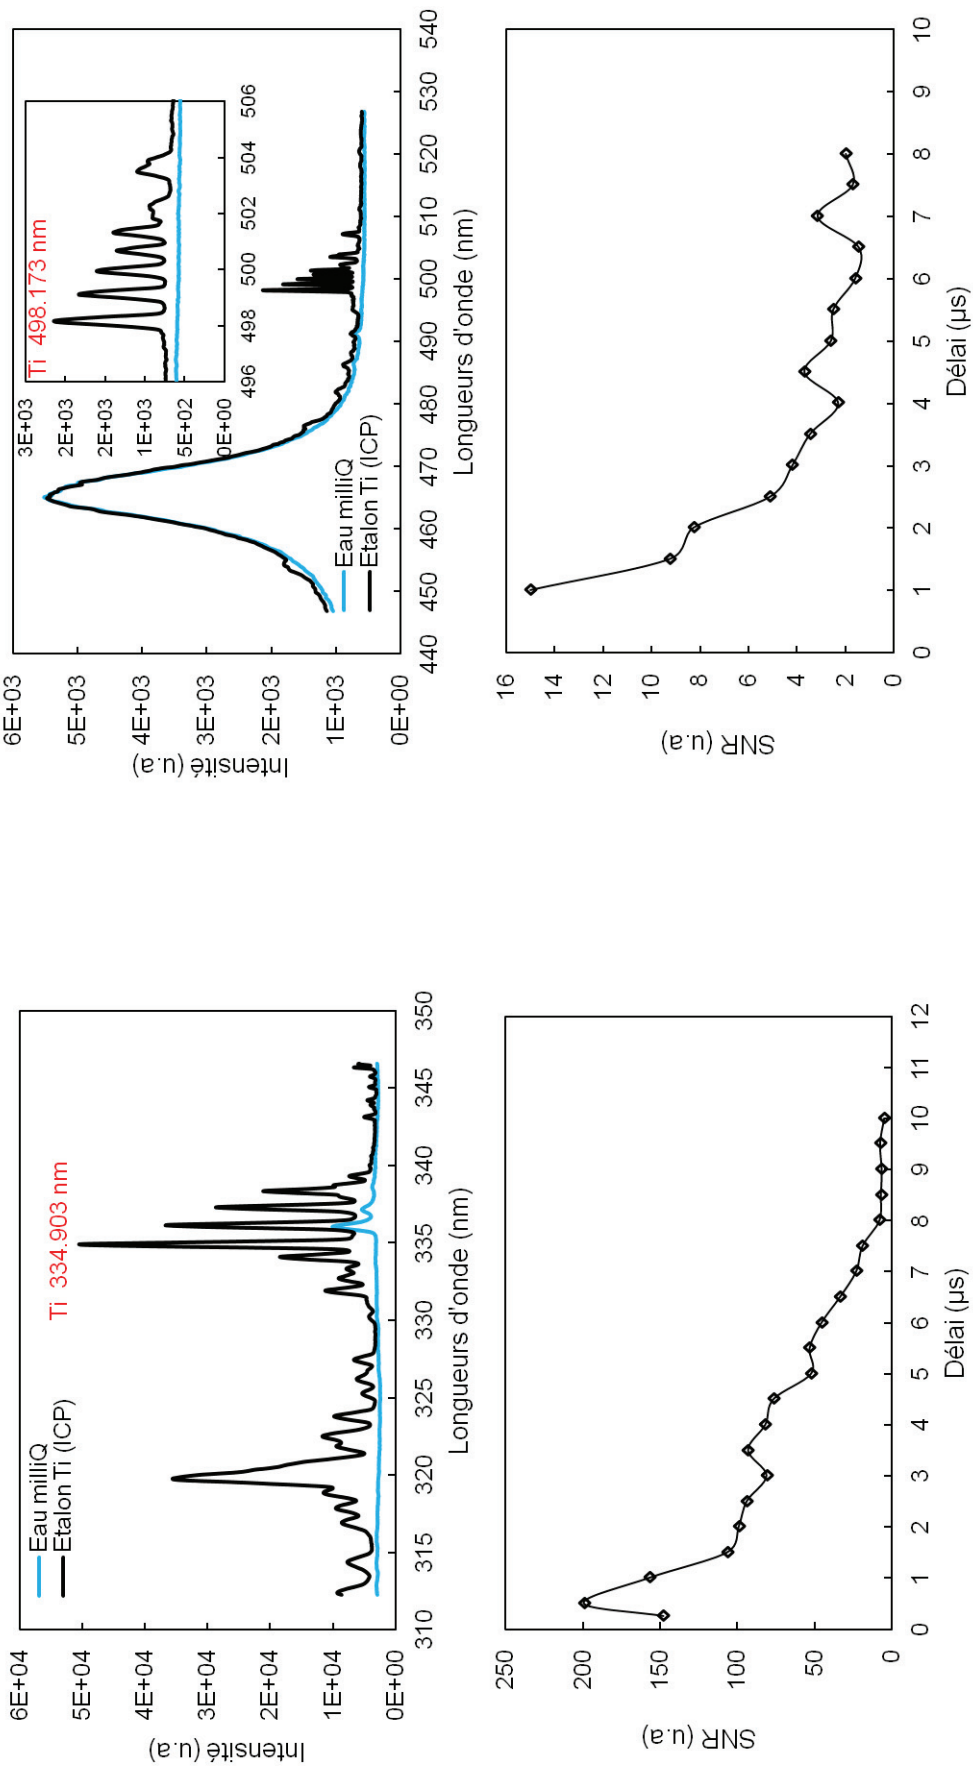 6E+04
5E+04
4E+04
3E+04
2E+04
1E+04
0E+00
Intensité (u.a)
Eau milliQ
Etalon Ti (ICP)
Ti 334.903 nm
310 315 320 325 330 335 340 345 350
Longueurs d'onde (nm)
6E+03
5E+03
4E+03
3E+03
2E+03
1E+03
0E+00
Intensité (u.a)
Ti 498.173 nm
3E+03
2E+03
2E+03
1E+03
5E+02
0E+00
496 498 500 502 504 506
Eau milliQ
Etalon Ti (ICP)
440 450 460 470 480 490 500 510 520 530 540
Longueurs d'onde (nm)
250
200
150
100
50
0
SNR (u.a)
0 1 2 3 4 5 6 7 8 9 10 11 12
Délai (µs)
16
14
12
10
8
6
4
2
0
SNR (u.a)
0 1 2 3 4 5 6 7 8 9 10
Délai (µs)